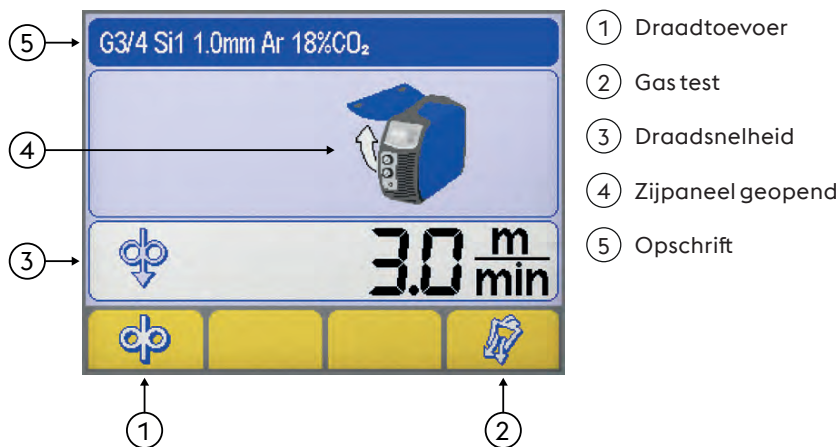 5
G3/4 Si1 1.0mm Ar 18%CO₂
4
3
3.0 m/min
1
2
1 Draadtoevoer
2 Gas test
3 Draadsnelheid
4 Zijpaneel geopend
5 Opschrift